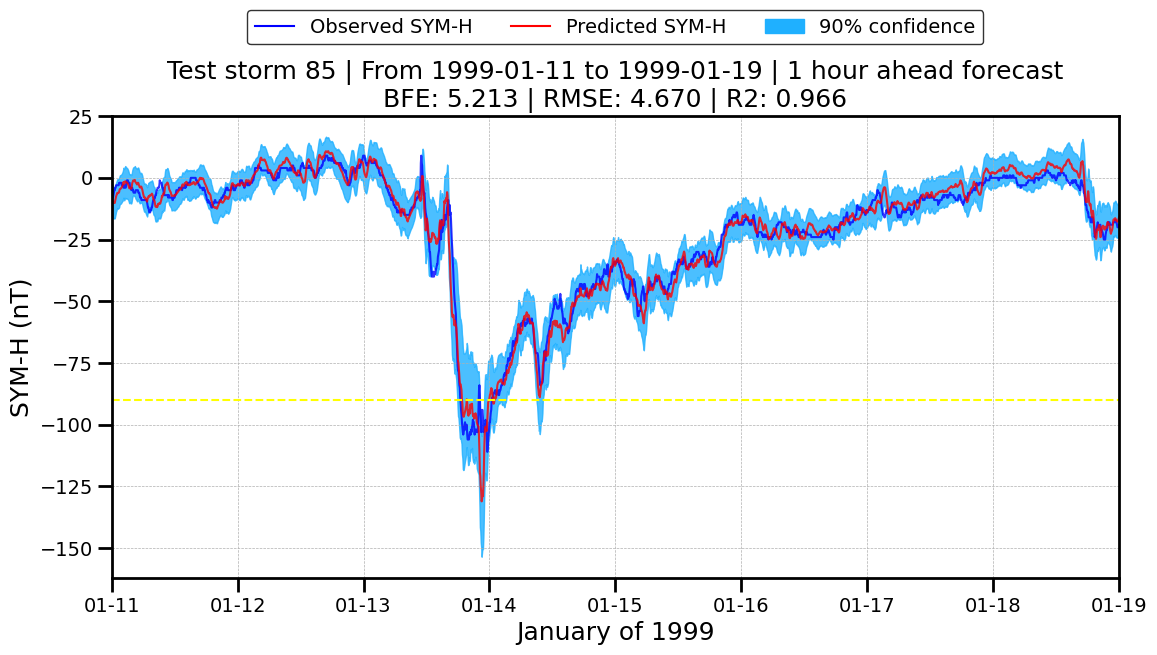 Observed SYM-H Predicted SYM-H 90% confidence
Test storm 85 | From 1999-01-11 to 1999-01-19 | 1 hour ahead forecast
BFE: 5.213 | RMSE: 4.670 | R2: 0.966
25
0
−25
−50
−75
−100
−125
−150
SYM-H (nT)
01-11 01-12 01-13 01-14 01-15 01-16 01-17 01-18 01-19
January of 1999